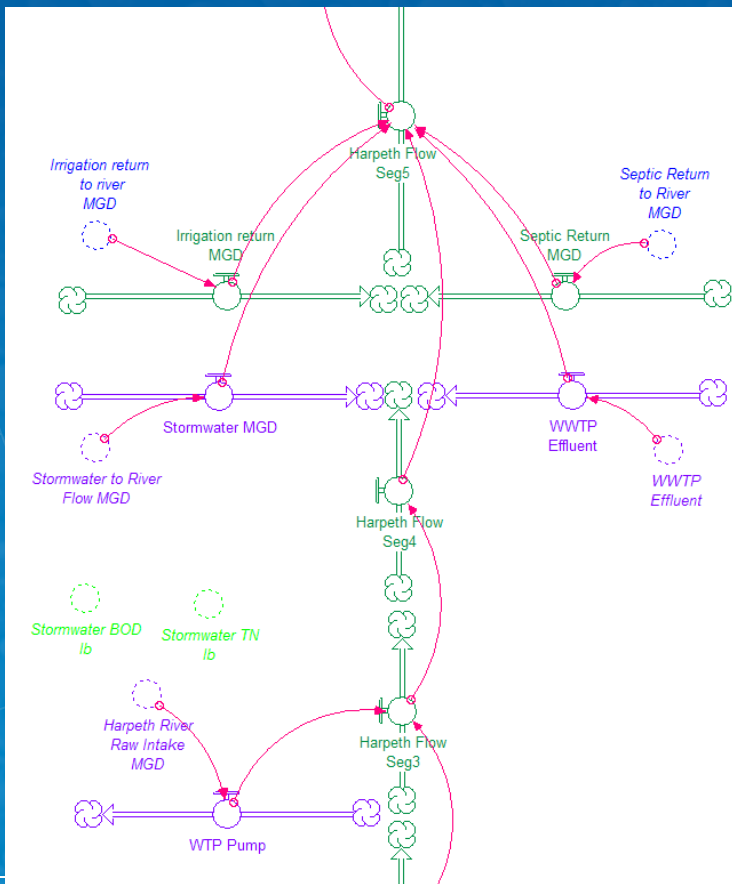 Harpeth Flow
Seg5
Irrigation return
to river
MGD
Septic Return
to River
MGD
Irrigation return
MGD
Septic Return
MGD
Stormwater MGD
WWTP
Effluent
Stormwater to River
Flow MGD
WWTP
Effluent
Harpeth Flow
Seg4
Stormwater BOD
lb
Stormwater TN
lb
Harpeth River
Raw Intake
MGD
Harpeth Flow
Seg3
WTP Pump